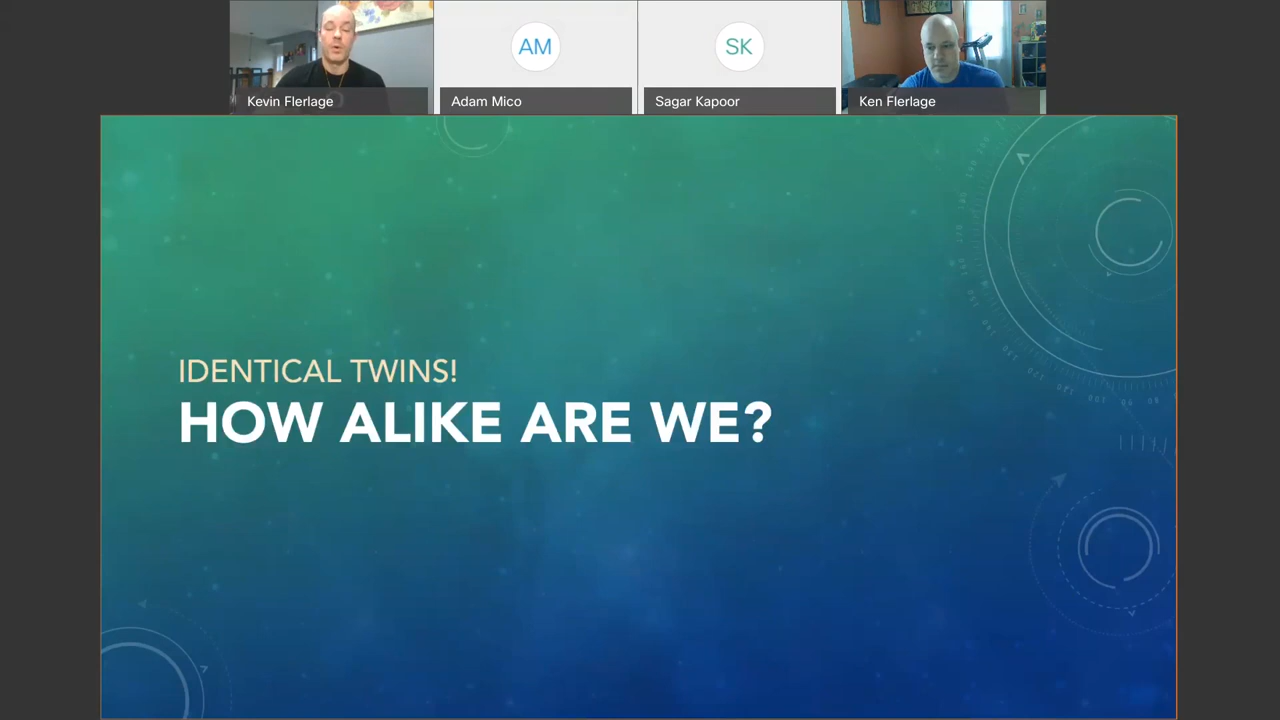 Kevin Flerlage
AM
Adam Mico
SK
Sagar Kapoor
Ken Flerlage
IDENTICAL TWINS!
HOW ALIKE ARE WE?